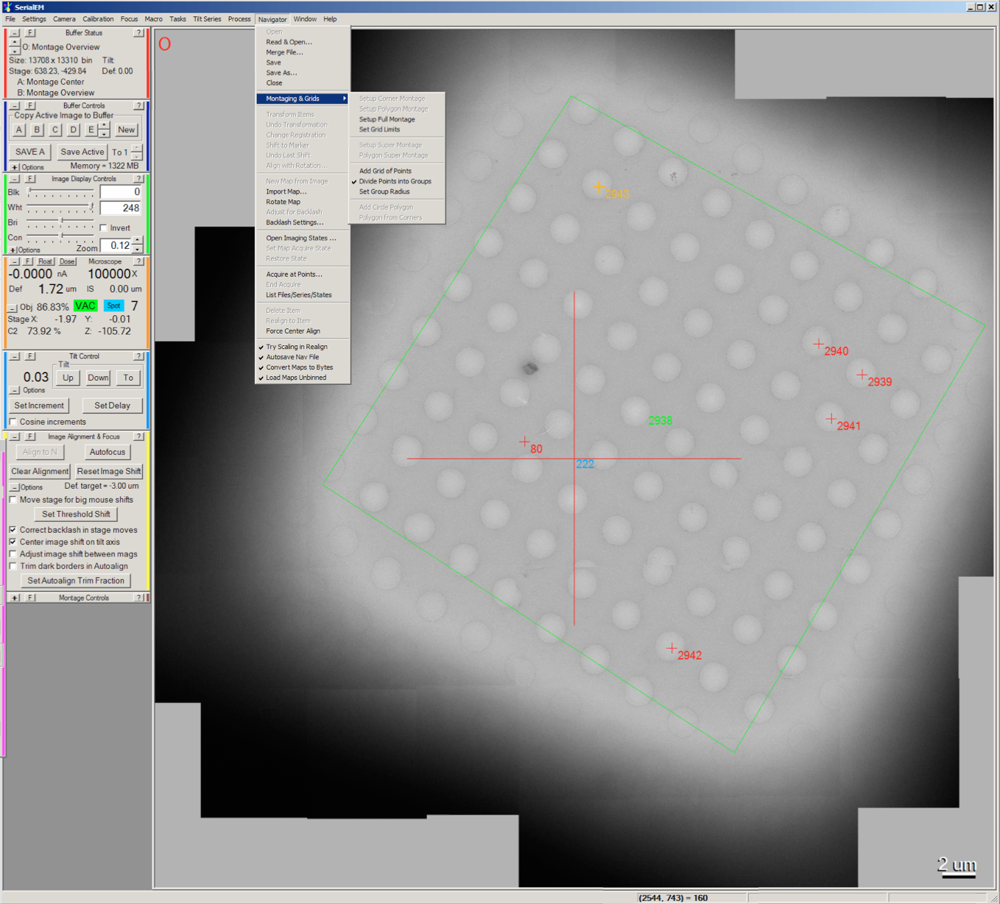 SerialEM
File Settings Camera Calibration Focus Macro Tasks Tilt Series Process Navigator Window Help
– F Buffer Status ?
O: Montage Overview
Size: 13708 x 13310 bin Tilt:
Stage: 638.23, -429.84 Def: 0.00
A: Montage Center
B: Montage Overview
– F Buffer Controls ?
Copy Active Image to Buffer
A B C D E New
SAVE A Save Active To 1
+ Options Memory = 1322 MB
– F Image Display Controls ?
Blk 0
Wht 248
Bri
Invert
Con
+ Options Zoom 0.12
– F Float Dose Microscope ?
-0.0000 nA 100000 X
Def 1.72 um IS 0.00 um
– Obj 86.83% VAC Spot 7
Stage X: -1.97 Y: -0.01
C2 73.92 % Z: -105.72
– F Tilt Control ?
Tilt
0.03 Up Down To
– Options
Set Increment Set Delay
Cosine increments
– F Image Alignment & Focus ?
Align to N Autofocus
Clear Alignment Reset Image Shift
– Options Def. target = -3.00 um
Move stage for big mouse shifts
Set Threshold Shift
Correct backlash in stage moves
Center image shift on tilt axis
Adjust image shift between mags
Trim dark borders in Autoalign
Set Autoalign Trim Fraction
+ F Montage Controls ?
O
Open
Read & Open...
Merge File...
Save
Save As...
Close
Montaging & Grids
Transform Items
Undo Transformation
Change Registration
Shift to Marker
Undo Last Shift
Align with Rotation...
New Map from Image
Import Map...
Rotate Map
Adjust for Backlash
Backlash Settings...
Open Imaging States ...
Set Map Acquire State
Restore State
Acquire at Points...
End Acquire
List Files/Series/States
Delete Item
Realign to Item
Force Center Align
Try Scaling in Realign
Autosave Nav File
Convert Maps to Bytes
Load Maps Unbinned
Setup Corner Montage
Setup Polygon Montage
Setup Full Montage
Set Grid Limits
Setup Super Montage
Polygon Super Montage
Add Grid of Points
Divide Points into Groups
Set Group Radius
Add Circle Polygon
Polygon from Corners
2943
2940
2939
2938
2941
80
222
2942
2 um
(2544, 743) = 160